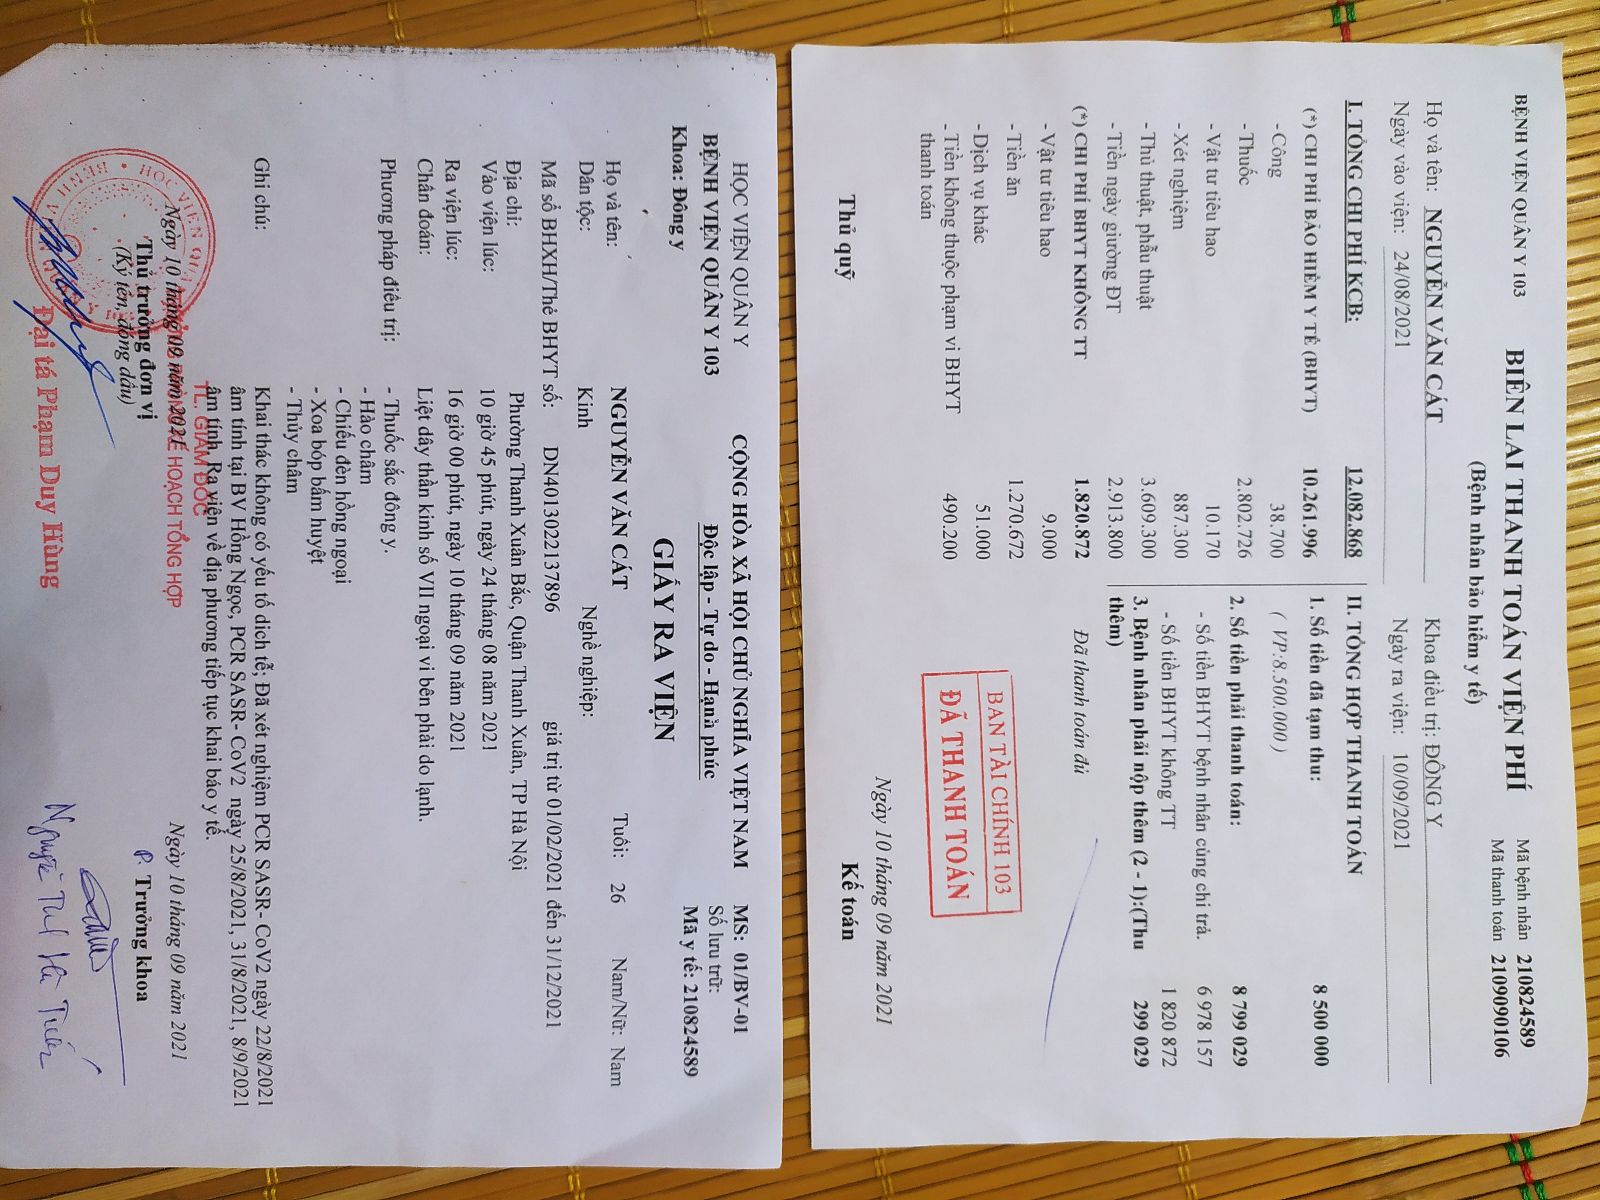 BỆNH VIỆN QUÂN Y 103
BIÊN LAI THANH TOÁN VIỆN PHÍ
(Bệnh nhân bảo hiểm y tế)
Mã bệnh nhân 210824589
Mã thanh toán 2109090106
Họ và tên: NGUYỄN VĂN CÁT
Khoa điều trị: ĐÔNG Y
Ngày vào viện: 24/08/2021
Ngày ra viện: 10/09/2021
I. TỔNG CHI PHÍ KCB: 12.082.868
(*) CHI PHÍ BẢO HIỂM Y TẾ (BHYT) 10.261.996
- Công 38.700
- Thuốc 2.802.726
- Vật tư tiêu hao 10.170
- Xét nghiệm 887.300
- Thủ thuật, phẫu thuật 3.609.300
- Tiền ngày giường ĐT 2.913.800
(*) CHI PHÍ BHYT KHÔNG TT 1.820.872
- Vật tư tiêu hao 9.000
- Tiền ăn 1.270.672
- Dịch vụ khác 51.000
- Tiền không thuộc phạm vi BHYT 490.200
thanh toán
II. TỔNG HỢP THANH TOÁN
1. Số tiền đã tạm thu: 8 500 000
( VP:8.500.000 )
2. Số tiền phải thanh toán: 8 799 029
- Số tiền BHYT bệnh nhân cùng chi trả. 6 978 157
- Số tiền BHYT không TT 1 820 872
3. Bệnh nhân phải nộp thêm (2 - 1):(Thu 299 029
thêm)
Đã thanh toán đủ
BAN TÀI CHÍNH 103
ĐÃ THANH TOÁN
Ngày 10 tháng 09 năm 2021
Thủ quỹ
Kế toán
HỌC VIỆN QUÂN Y
BỆNH VIỆN QUÂN Y 103
Khoa: Đông y
CỘNG HÒA XÃ HỘI CHỦ NGHĨA VIỆT NAM
Độc lập - Tự do - Hạnh phúc
MS: 01/BV-01
Số lưu trữ:
Mã y tế: 210824589
GIẤY RA VIỆN
Họ và tên: NGUYỄN VĂN CÁT Tuổi: 26 Nam/Nữ: Nam
Dân tộc: Kinh Nghề nghiệp:
Mã số BHXH/Thẻ BHYT số: DN4013022137896 giá trị từ 01/02/2021 đến 31/12/2021
Địa chỉ: Phường Thanh Xuân Bắc, Quận Thanh Xuân, TP Hà Nội
Vào viện lúc: 10 giờ 45 phút, ngày 24 tháng 08 năm 2021
Ra viện lúc: 16 giờ 00 phút, ngày 10 tháng 09 năm 2021
Chẩn đoán: Liệt dây thần kinh số VII ngoại vi bên phải do lạnh.
Phương pháp điều trị: - Thuốc sắc đông y.
- Hào châm
- Chiếu đèn hồng ngoại
- Xoa bóp bấm huyệt
- Thủy châm
Ghi chú: Khai thác không có yếu tố dich tễ; Đã xét nghiệm PCR SASR- CoV2 ngày 22/8/2021
âm tính tại BV Hồng Ngọc, PCR SASR- CoV2 ngày 25/8/2021, 31/8/2021, 8/9/2021
âm tính. Ra viện về địa phương tiếp tục khai báo y tế.
TL. GIÁM ĐỐC
PHÒNG KẾ HOẠCH TỔNG HỢP
Ngày 10 tháng 09 năm 2021
Thủ trưởng đơn vị
(Ký tên, đóng dấu)
Đại tá Phạm Duy Hùng
Ngày 10 tháng 09 năm 2021
P. Trưởng khoa